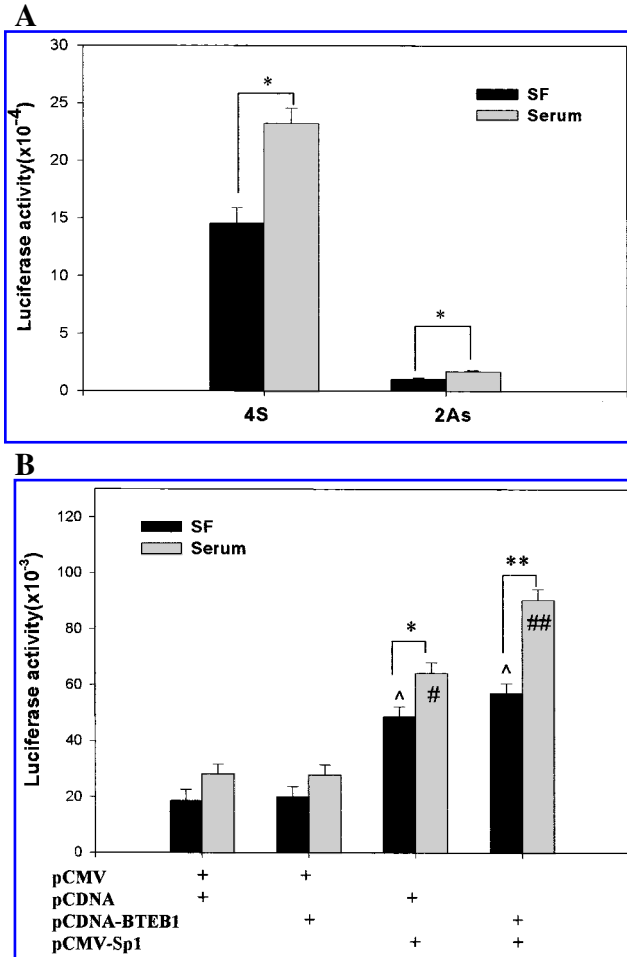 A
30
25
20
15
10
5
0
Luciferase activity(x10⁻⁴)
SF
Serum
*
*
4S
2As
B
120
100
80
60
40
20
0
Luciferase activity(x10⁻³)
SF
Serum
**
##
*
^
#
^
pCMV + +
pCDNA + +
pCDNA-BTEB1 + +
pCMV-Sp1 + +